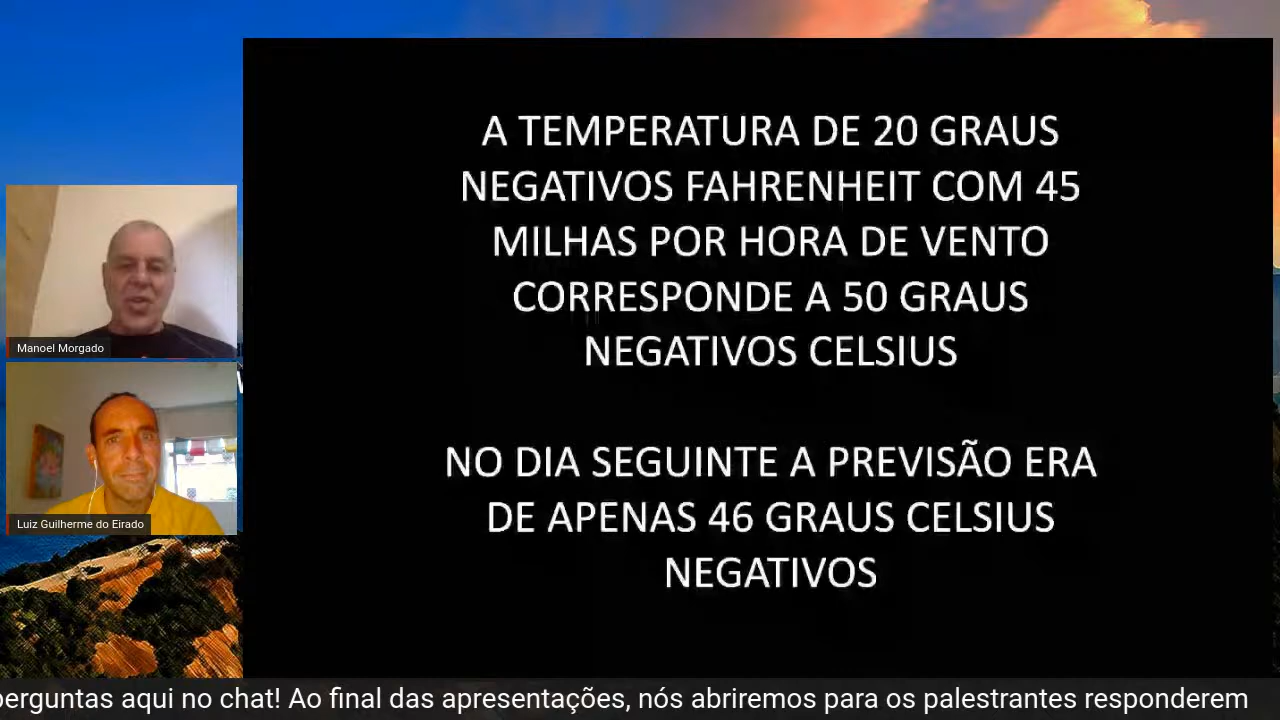 A TEMPERATURA DE 20 GRAUS
NEGATIVOS FAHRENHEIT COM 45
MILHAS POR HORA DE VENTO
CORRESPONDE A 50 GRAUS
NEGATIVOS CELSIUS
NO DIA SEGUINTE A PREVISÃO ERA
DE APENAS 46 GRAUS CELSIUS
NEGATIVOS
Manoel Morgado
Luiz Guilherme do Eirado
perguntas aqui no chat! Ao final das apresentações, nós abriremos para os palestrantes responderem